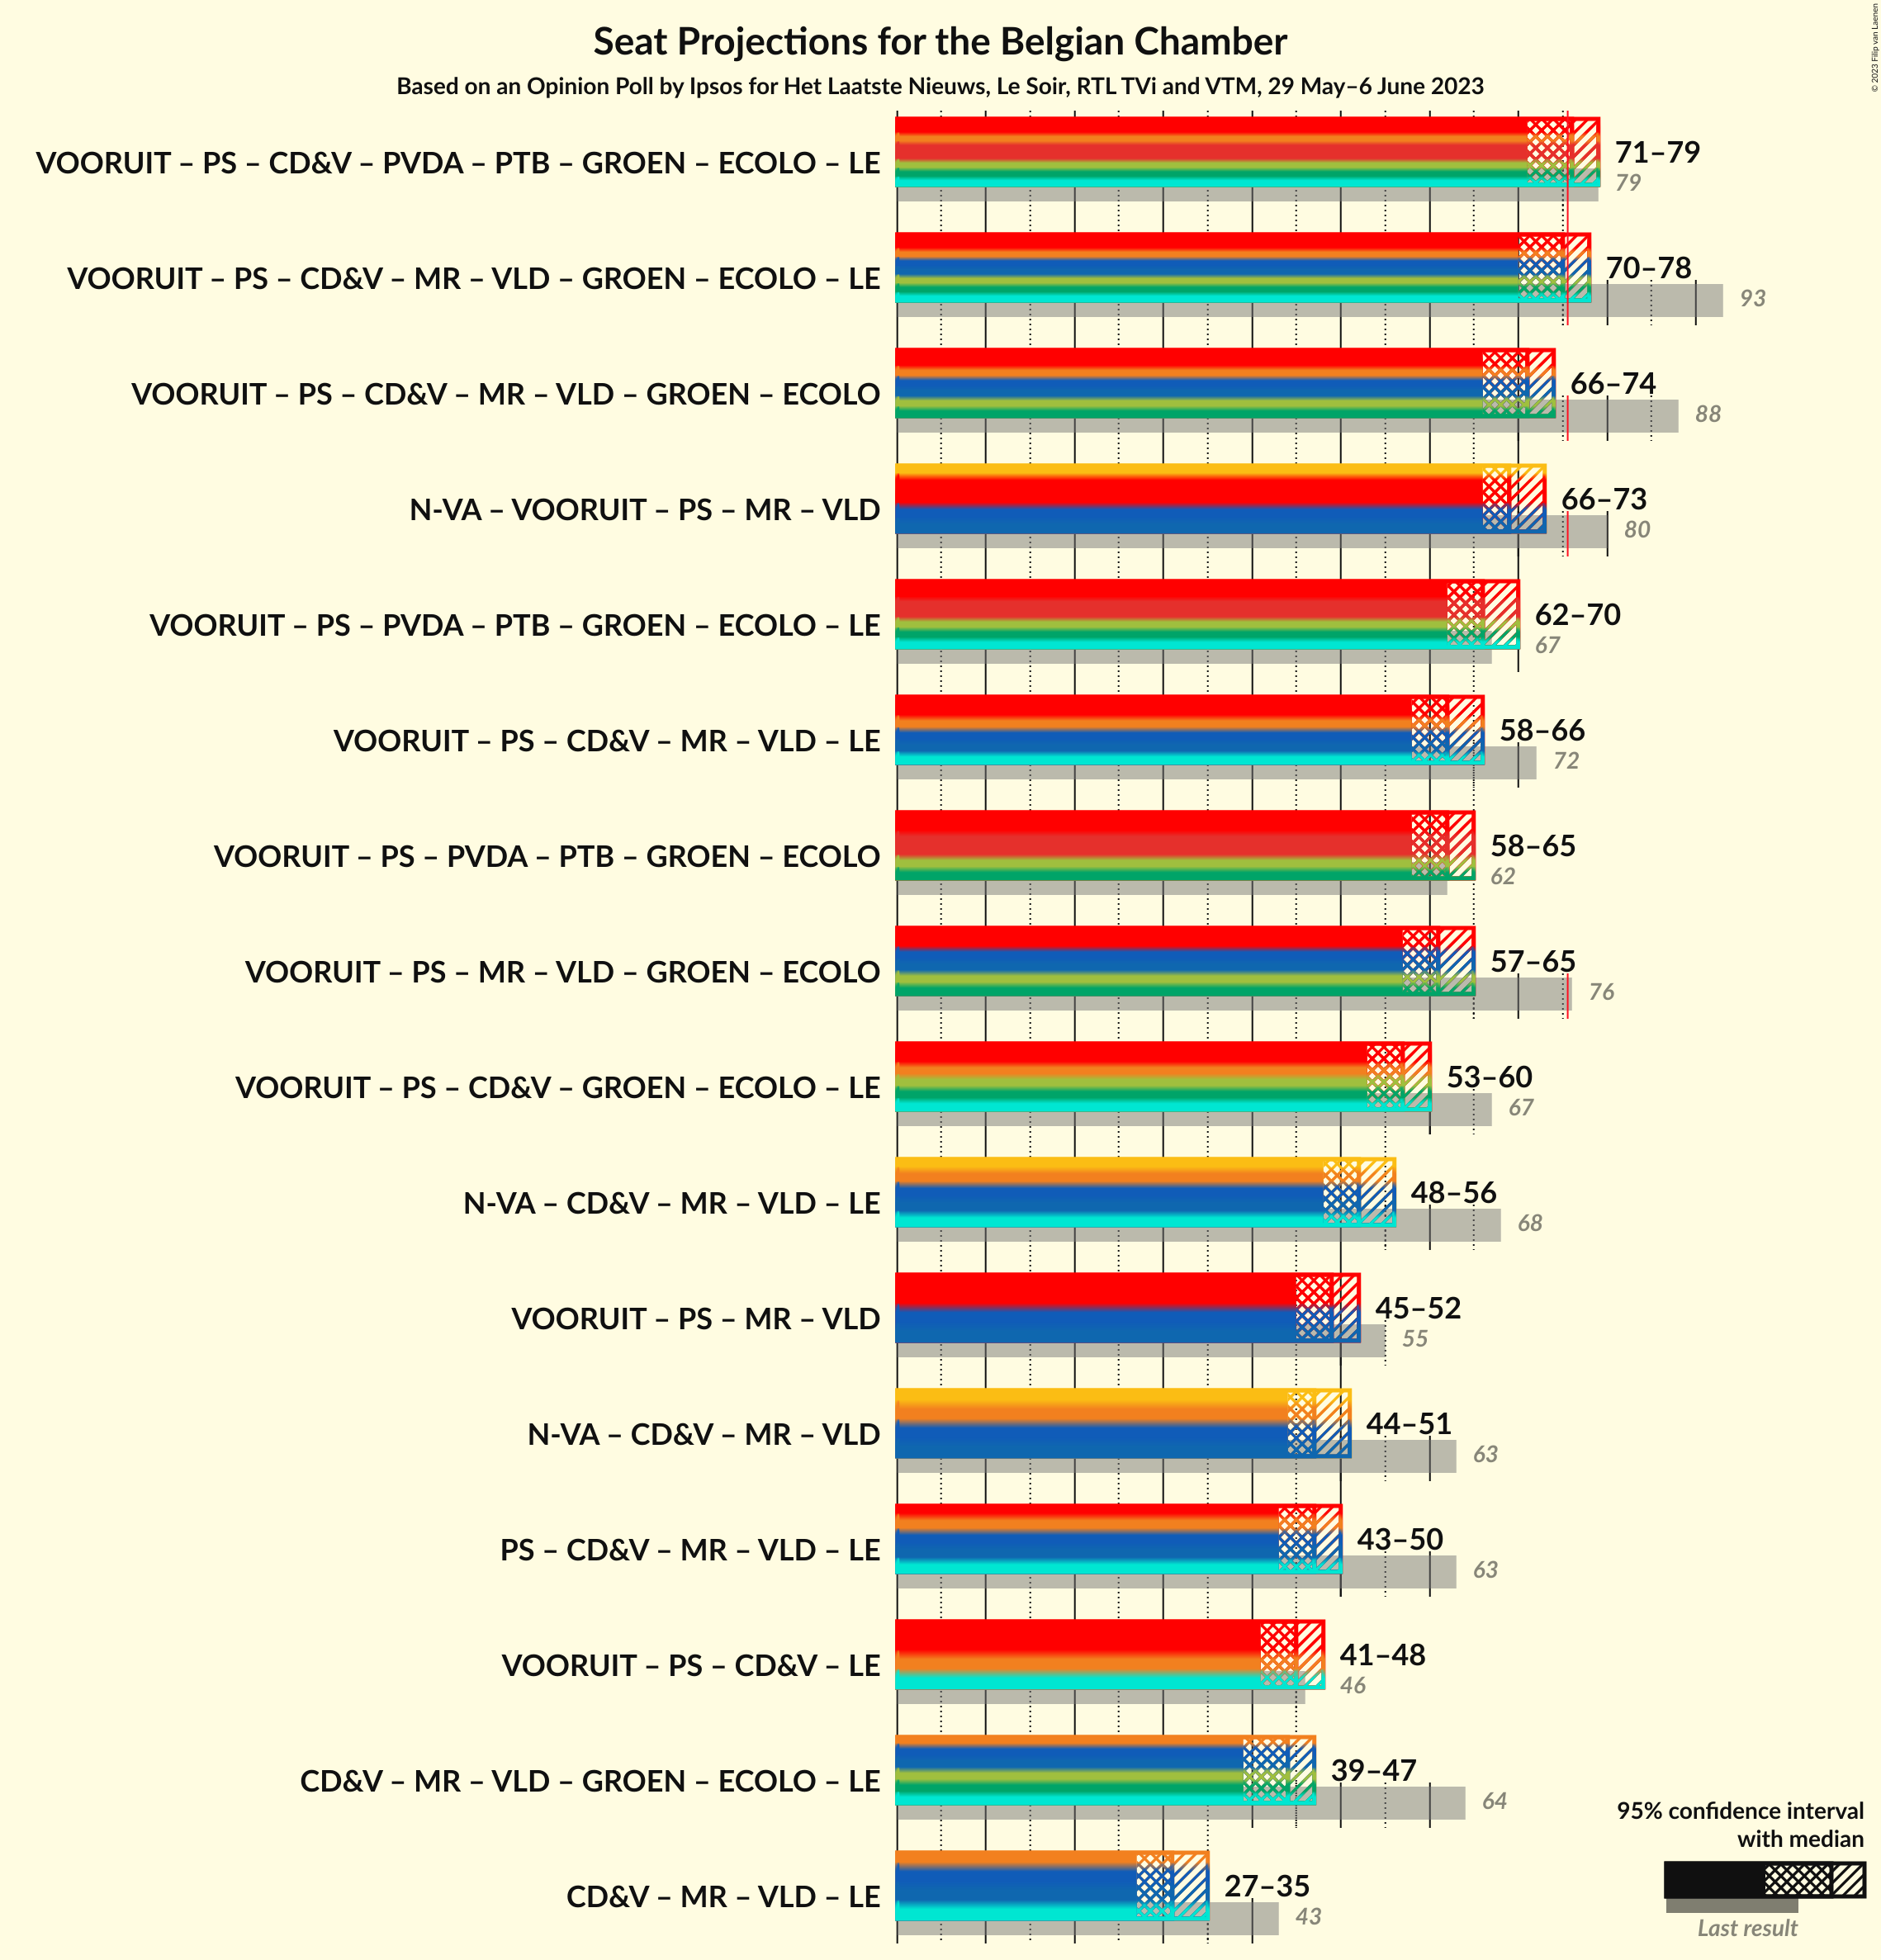 Seat Projections for the Belgian Chamber
Based on an Opinion Poll by Ipsos for Het Laatste Nieuws, Le Soir, RTL TVi and VTM, 29 May–6 June 2023
© 2023 Filip van Laenen
VOORUIT – PS – CD&V – PVDA – PTB – GROEN – ECOLO – LE
71–79
79
VOORUIT – PS – CD&V – MR – VLD – GROEN – ECOLO – LE
70–78
93
VOORUIT – PS – CD&V – MR – VLD – GROEN – ECOLO
66–74
88
N-VA – VOORUIT – PS – MR – VLD
66–73
80
VOORUIT – PS – PVDA – PTB – GROEN – ECOLO – LE
62–70
67
VOORUIT – PS – CD&V – MR – VLD – LE
58–66
72
VOORUIT – PS – PVDA – PTB – GROEN – ECOLO
58–65
62
VOORUIT – PS – MR – VLD – GROEN – ECOLO
57–65
76
VOORUIT – PS – CD&V – GROEN – ECOLO – LE
53–60
67
N-VA – CD&V – MR – VLD – LE
48–56
68
VOORUIT – PS – MR – VLD
45–52
55
N-VA – CD&V – MR – VLD
44–51
63
PS – CD&V – MR – VLD – LE
43–50
63
VOORUIT – PS – CD&V – LE
41–48
46
CD&V – MR – VLD – GROEN – ECOLO – LE
39–47
64
CD&V – MR – VLD – LE
27–35
43
95% confidence interval
with median
Last result